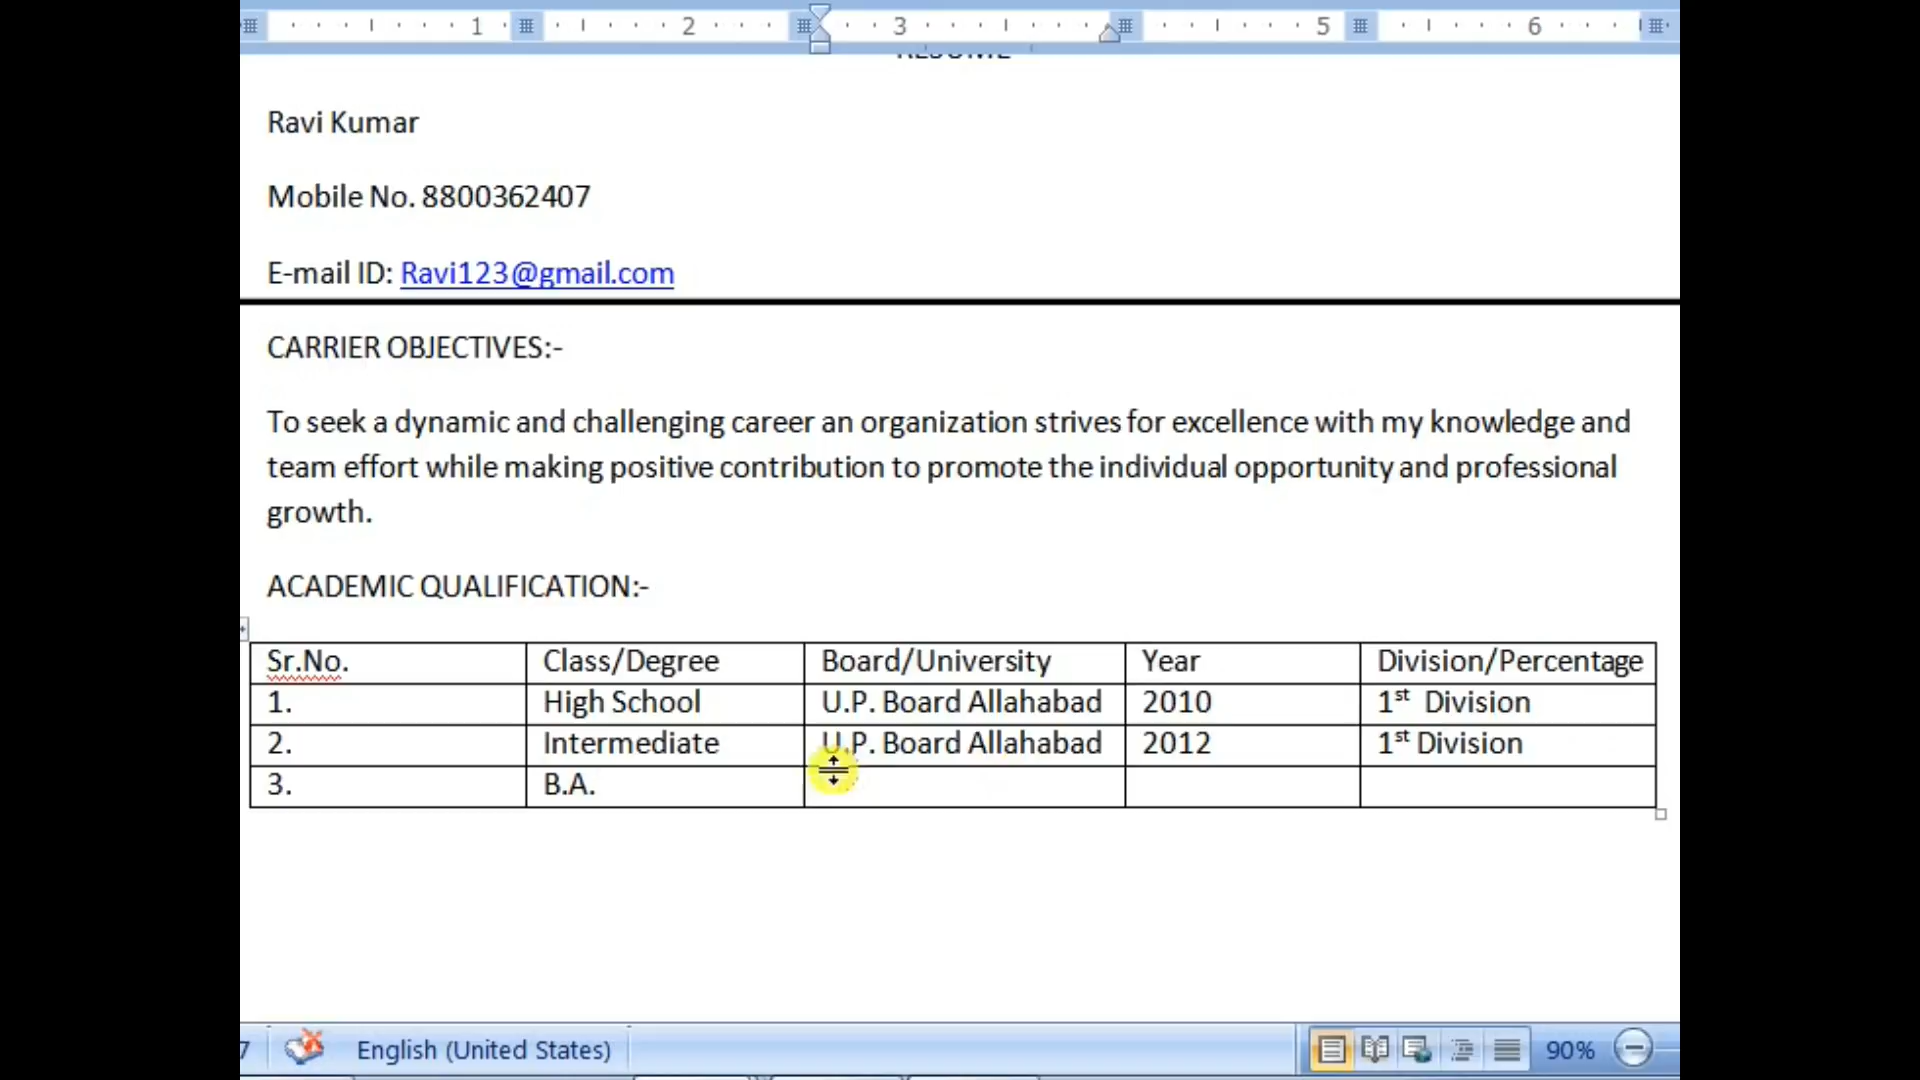 1 2 3 5 6
RESUME
Ravi Kumar
Mobile No. 8800362407
E-mail ID: Ravi123@gmail.com
CARRIER OBJECTIVES:-
To seek a dynamic and challenging career an organization strives for excellence with my knowledge and
team effort while making positive contribution to promote the individual opportunity and professional
growth.
ACADEMIC QUALIFICATION:-
Sr.No. Class/Degree Board/University Year Division/Percentage
1. High School U.P. Board Allahabad 2010 1st Division
2. Intermediate U.P. Board Allahabad 2012 1st Division
3. B.A.
7 English (United States) 90%